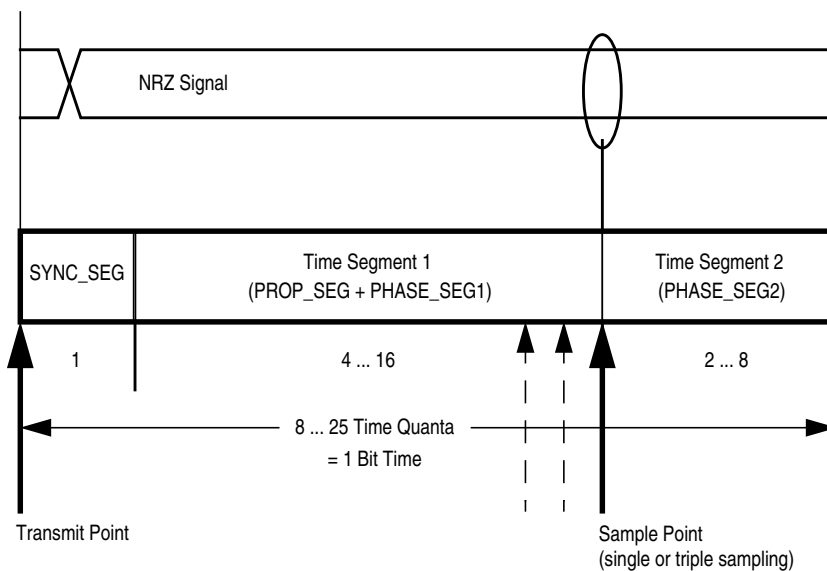 NRZ Signal
SYNC_SEG
Time Segment 1
(PROP_SEG + PHASE_SEG1)
Time Segment 2
(PHASE_SEG2)
1
4 ... 16
2 ... 8
8 ... 25 Time Quanta
= 1 Bit Time
Transmit Point
Sample Point
(single or triple sampling)